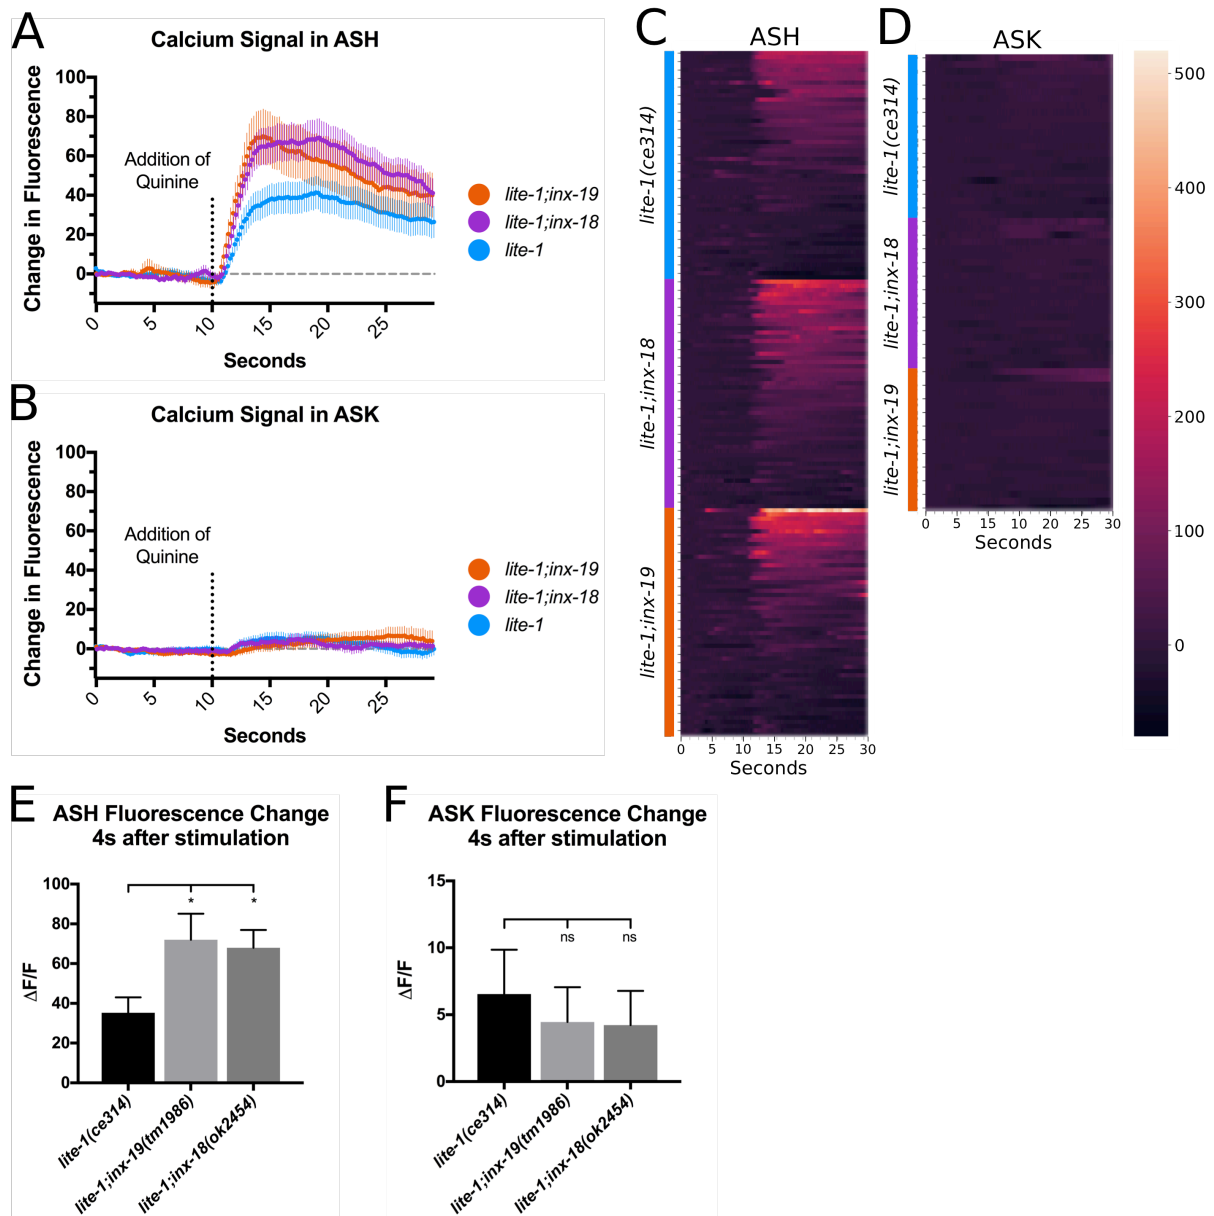 A
Calcium Signal in ASH
Change in Fluorescence
100
80
60
40
20
0
Addition of
Quinine
0
5
10
15
20
25
Seconds
lite-1;inx-19
lite-1;inx-18
lite-1
B
Calcium Signal in ASK
Change in Fluorescence
100
80
60
40
20
0
Addition of
Quinine
0
5
10
15
20
25
Seconds
lite-1;inx-19
lite-1;inx-18
lite-1
C
ASH
lite-1(ce314)
lite-1;inx-18
lite-1;inx-19
0
5
10
15
20
25
30
Seconds
D
ASK
lite-1(ce314)
lite-1;inx-18
lite-1;inx-19
0
5
15
20
25
30
Seconds
500
400
300
200
100
0
E
ASH Fluorescence Change
4s after stimulation
ΔF/F
100
80
60
40
20
0
*
*
lite-1(ce314)
lite-1;inx-19(tm1986)
lite-1;inx-18(ok2454)
F
ASK Fluorescence Change
4s after stimulation
ΔF/F
15
10
5
0
ns
ns
lite-1(ce314)
lite-1;inx-19(tm1986)
lite-1;inx-18(ok2454)